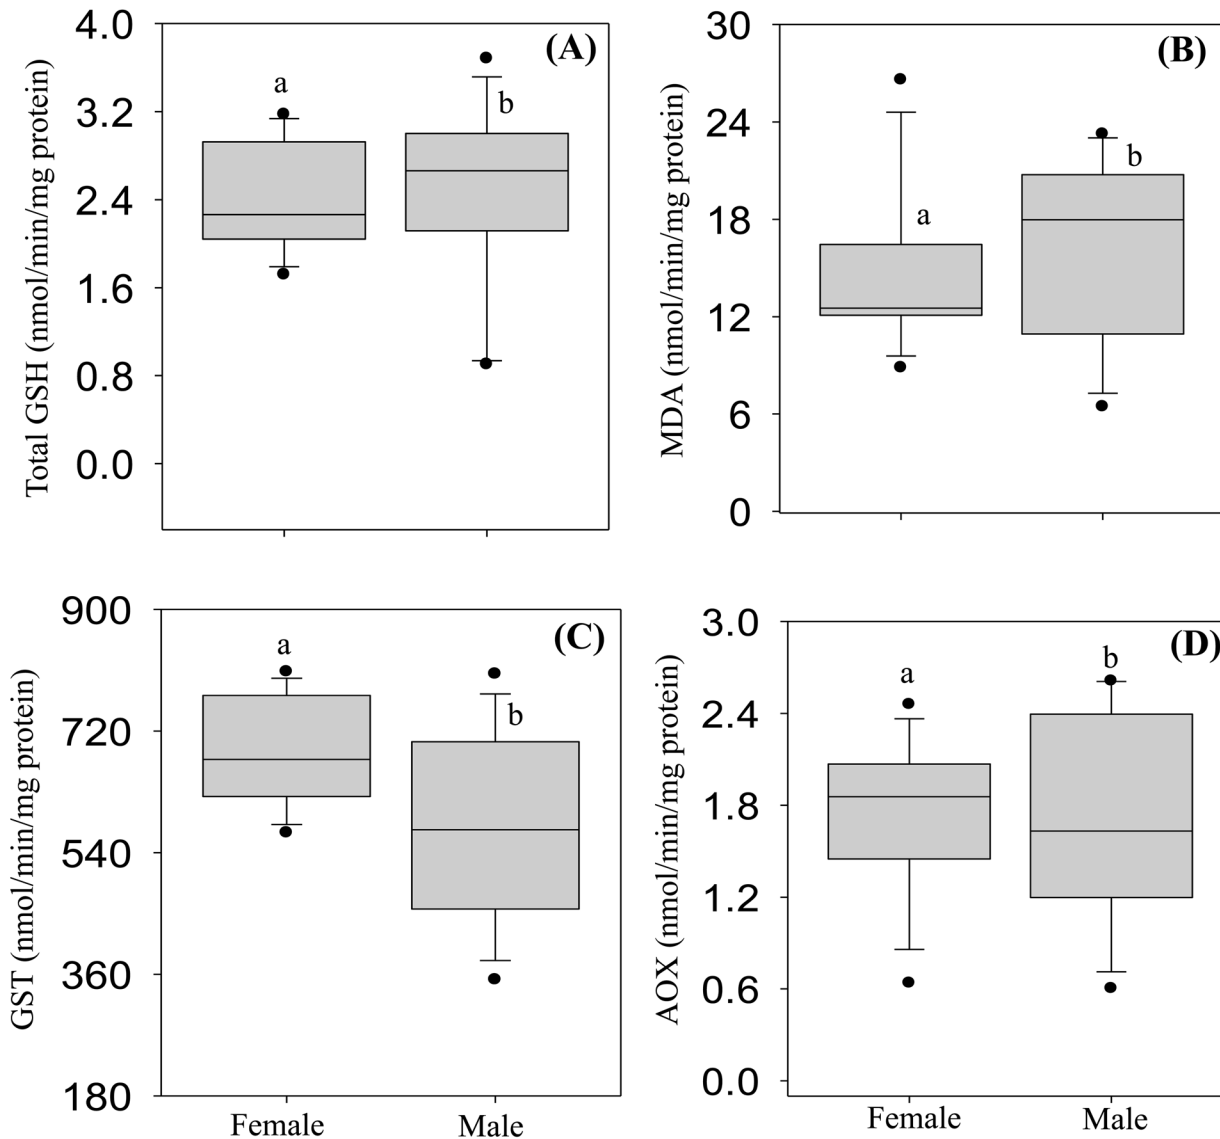 (A)
Total GSH (nmol/min/mg protein)
4.0
3.2
2.4
1.6
0.8
0.0
a
b
(B)
MDA (nmol/min/mg protein)
30
24
18
12
6
0
a
b
(C)
GST (nmol/min/mg protein)
900
720
540
360
180
a
b
Female
Male
(D)
AOX (nmol/min/mg protein)
3.0
2.4
1.8
1.2
0.6
0.0
a
b
Female
Male